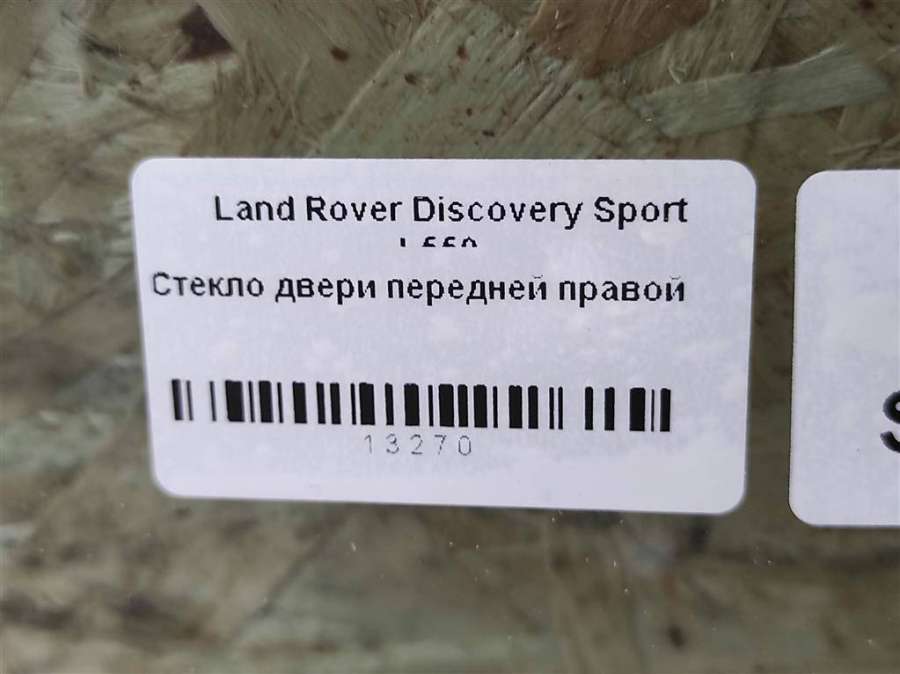 Land Rover Discovery Sport
Стекло двери передней правой
13270
S